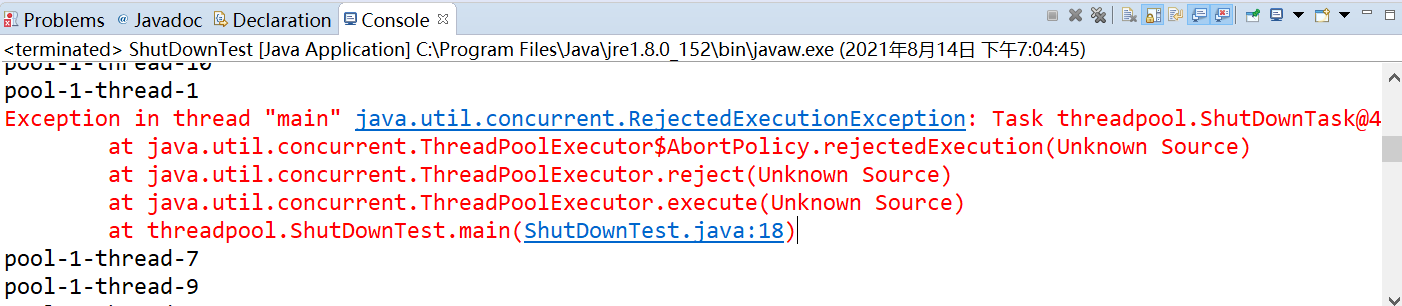 Problems @ Javadoc Declaration Console
<terminated> ShutDownTest [Java Application] C:\Program Files\Java\jre1.8.0_152\bin\javaw.exe (2021年8月14日 下午7:04:45)
pool-1-thread-10
pool-1-thread-1
Exception in thread "main" java.util.concurrent.RejectedExecutionException: Task threadpool.ShutDownTask@4
at java.util.concurrent.ThreadPoolExecutor$AbortPolicy.rejectedExecution(Unknown Source)
at java.util.concurrent.ThreadPoolExecutor.reject(Unknown Source)
at java.util.concurrent.ThreadPoolExecutor.execute(Unknown Source)
at threadpool.ShutDownTest.main(ShutDownTest.java:18)
pool-1-thread-7
pool-1-thread-9